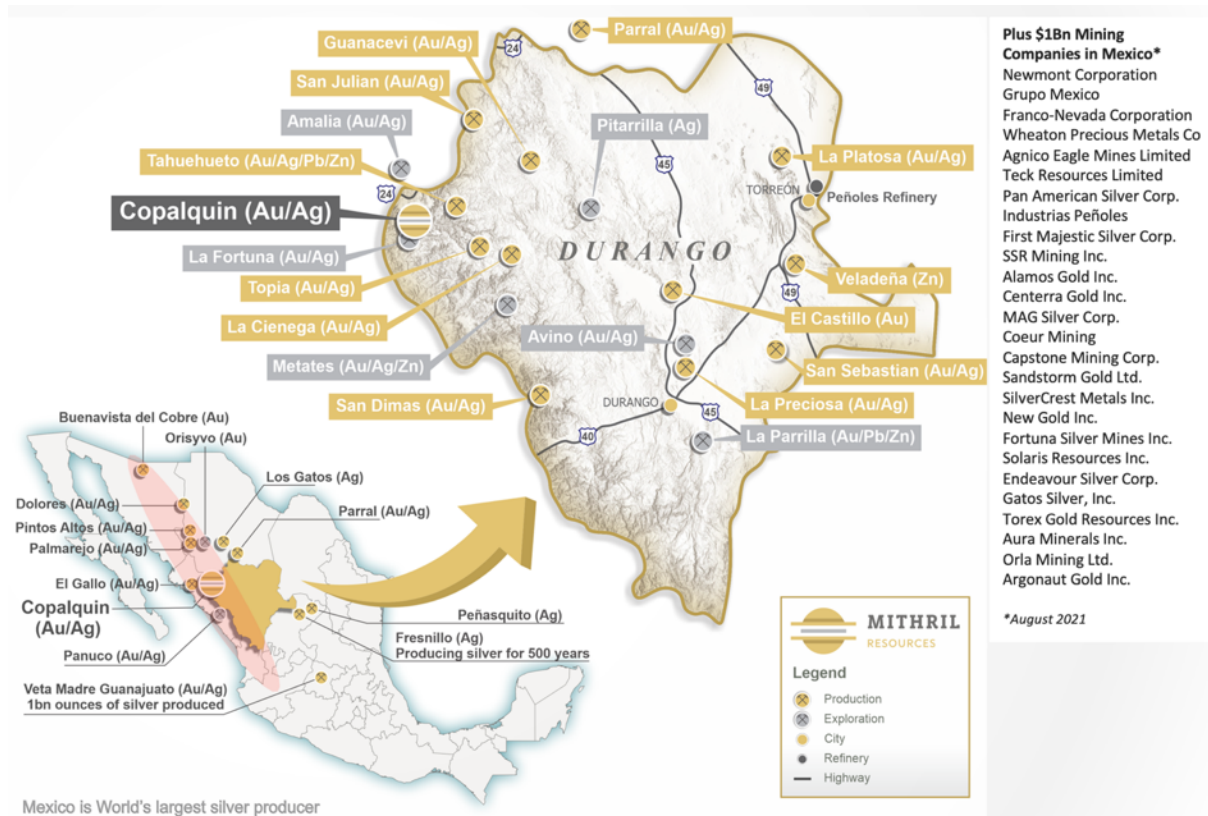 Parral (Au/Ag)
Guanacevi (Au/Ag)
24
San Julian (Au/Ag)
49
Amalia (Au/Ag)
Pitarrilla (Ag)
Tahuehueto (Au/Ag/Pb/Zn)
45
La Platosa (Au/Ag)
24
TORREÓN
Peñoles Refinery
Copalquin (Au/Ag)
DURANGO
La Fortuna (Au/Ag)
Veladeña (Zn)
Topia (Au/Ag)
49
La Cienega (Au/Ag)
El Castillo (Au)
Avino (Au/Ag)
Metates (Au/Ag/Zn)
San Sebastian (Au/Ag)
San Dimas (Au/Ag)
DURANGO
La Preciosa (Au/Ag)
45
40
La Parrilla (Au/Pb/Zn)
Buenavista del Cobre (Au)
Orisyvo (Au)
Los Gatos (Ag)
Dolores (Au/Ag)
Parral (Au/Ag)
Pintos Altos (Au/Ag)
Palmarejo (Au/Ag)
El Gallo (Au/Ag)
Copalquin
(Au/Ag)
Peñasquito (Ag)
Fresnillo (Ag)
Producing silver for 500 years
Panuco (Au/Ag)
Veta Madre Guanajuato (Au/Ag)
1bn ounces of silver produced
Mexico is World's largest silver producer
MITHRIL
RESOURCES
Legend
Production
Exploration
City
Refinery
Highway
Plus $1Bn Mining
Companies in Mexico*
Newmont Corporation
Grupo Mexico
Franco-Nevada Corporation
Wheaton Precious Metals Co
Agnico Eagle Mines Limited
Teck Resources Limited
Pan American Silver Corp.
Industrias Peñoles
First Majestic Silver Corp.
SSR Mining Inc.
Alamos Gold Inc.
Centerra Gold Inc.
MAG Silver Corp.
Coeur Mining
Capstone Mining Corp.
Sandstorm Gold Ltd.
SilverCrest Metals Inc.
New Gold Inc.
Fortuna Silver Mines Inc.
Solaris Resources Inc.
Endeavour Silver Corp.
Gatos Silver, Inc.
Torex Gold Resources Inc.
Aura Minerals Inc.
Orla Mining Ltd.
Argonaut Gold Inc.
*August 2021